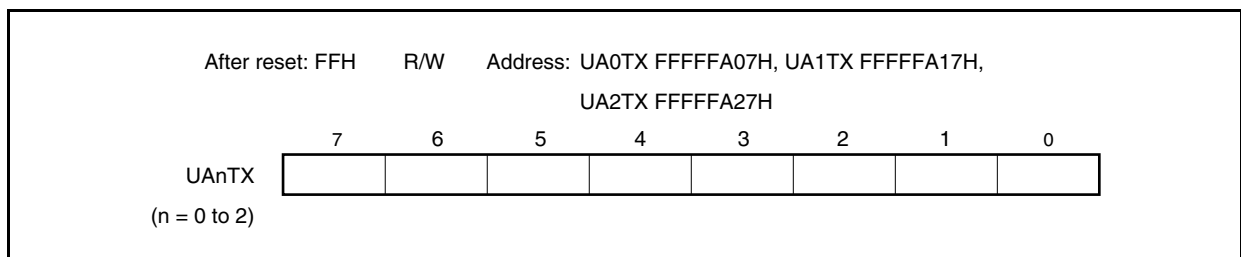 After reset: FFH R/W Address: UA0TX FFFFFA07H, UA1TX FFFFFA17H,
UA2TX FFFFFA27H
7 6 5 4 3 2 1 0
UAnTX
(n = 0 to 2)